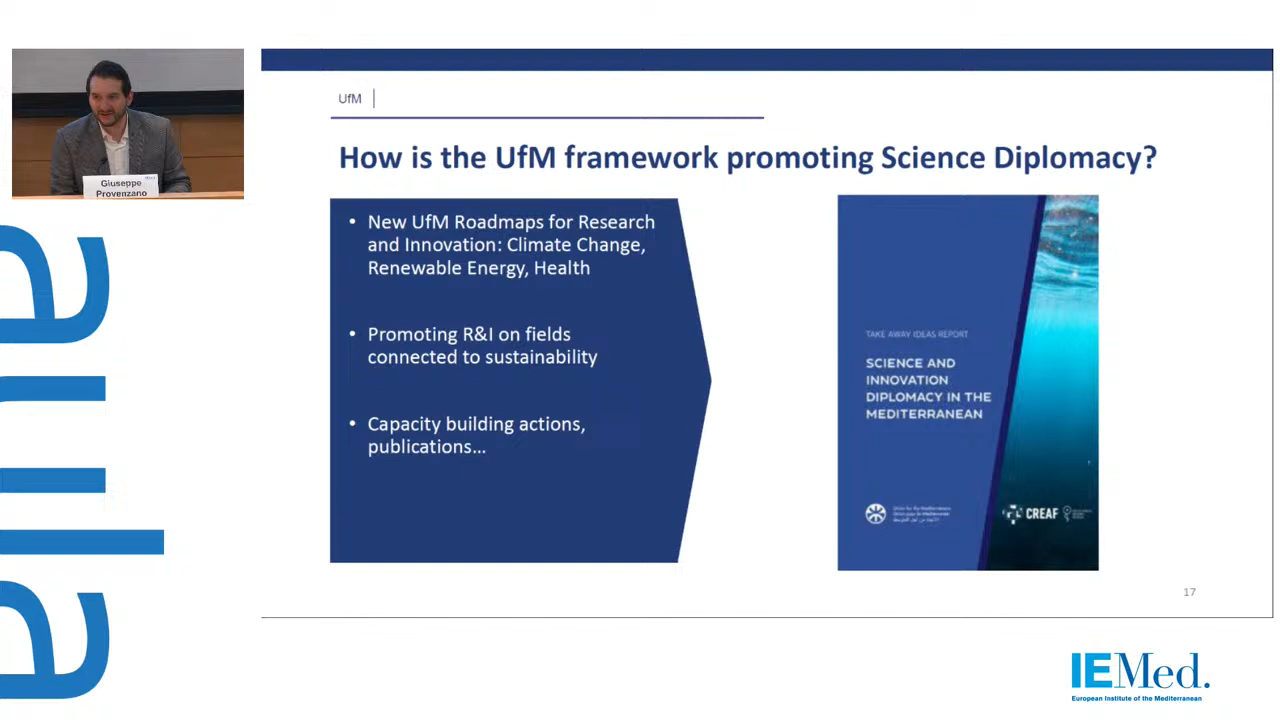 Giuseppe
Provenzano
aula
UfM
How is the UfM framework promoting Science Diplomacy?
• New UfM Roadmaps for Research
and Innovation: Climate Change,
Renewable Energy, Health
• Promoting R&I on fields
connected to sustainability
• Capacity building actions,
publications…
TAKE AWAY IDEAS REPORT
SCIENCE AND
INNOVATION
DIPLOMACY IN THE
MEDITERRANEAN
CREAF
17
IEMed.
European Institute of the Mediterranean